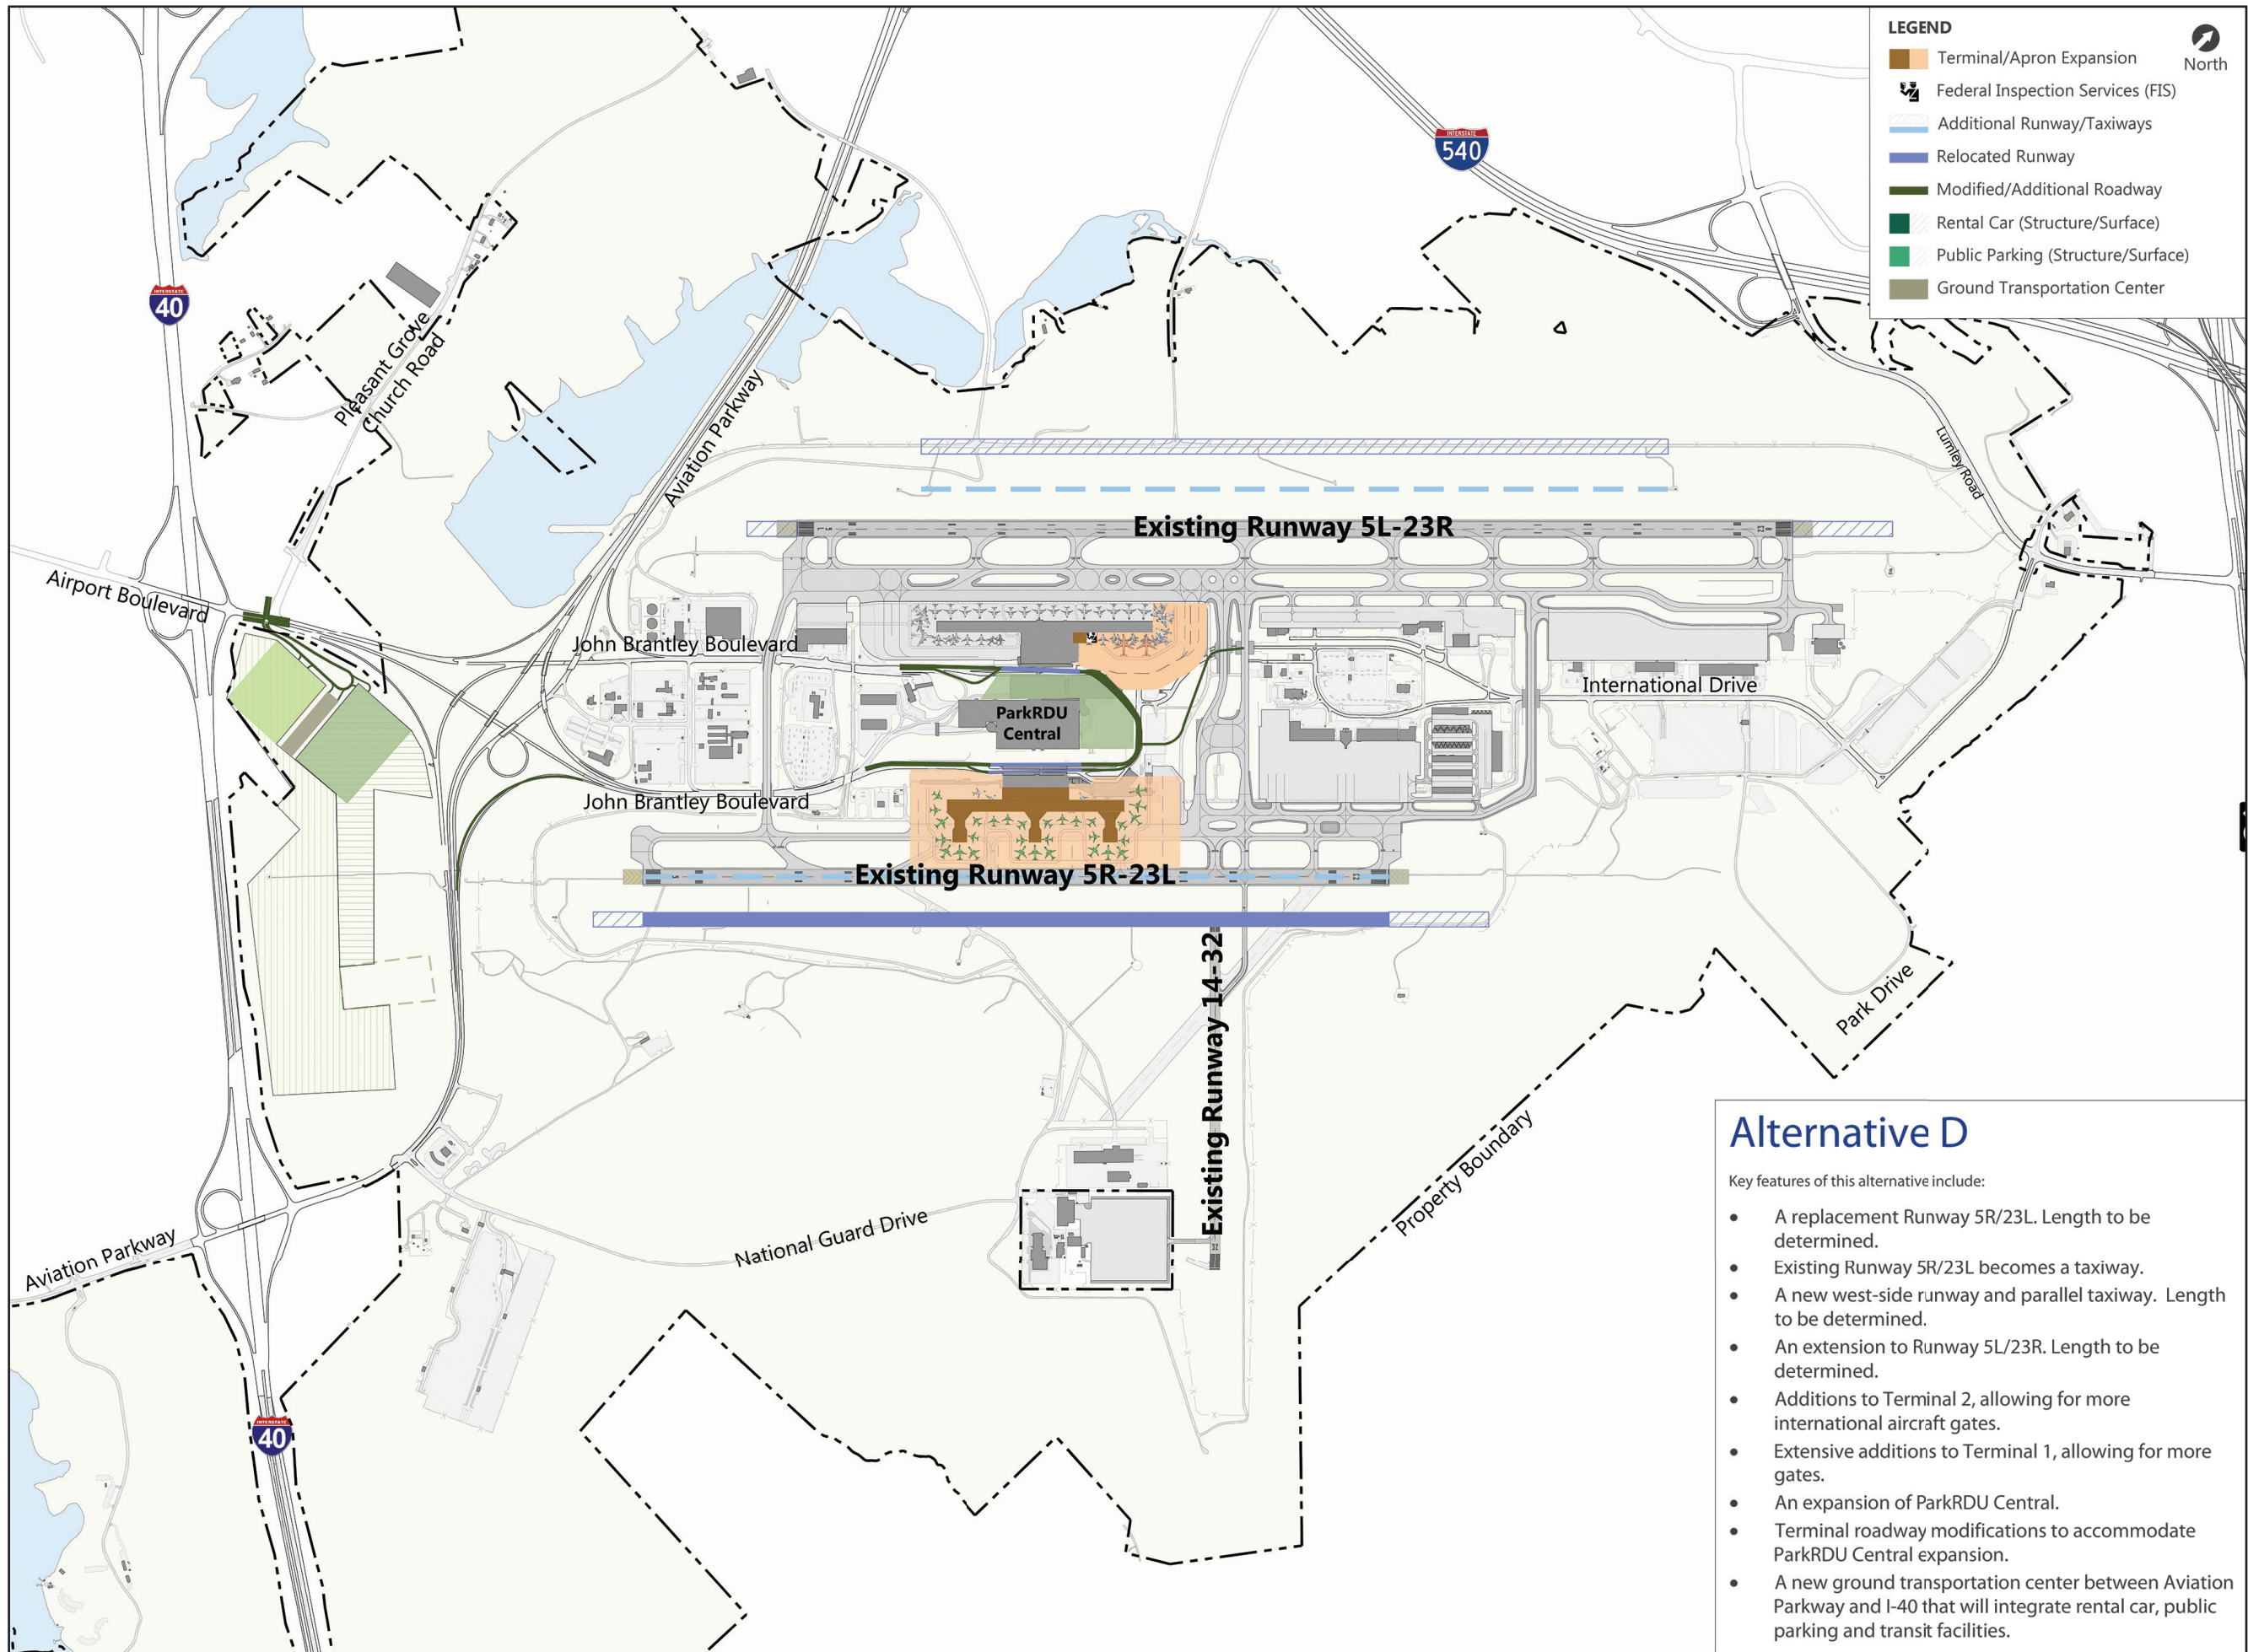 LEGEND
North
Terminal/Apron Expansion
Federal Inspection Services (FIS)
Additional Runway/Taxiways
Relocated Runway
Modified/Additional Roadway
Rental Car (Structure/Surface)
Public Parking (Structure/Surface)
Ground Transportation Center
INTERSTATE
540
INTERSTATE
40
Pleasant Grove
Church Road
Aviation Parkway
Lumley Road
Existing Runway 5L-23R
Airport Boulevard
John Brantley Boulevard
International Drive
ParkRDU
Central
John Brantley Boulevard
Existing Runway 5R-23L
Existing Runway 14-32
Park Drive
Property Boundary
National Guard Drive
Aviation Parkway
INTERSTATE
40
Alternative D
Key features of this alternative include:
• A replacement Runway 5R/23L. Length to be
determined.
• Existing Runway 5R/23L becomes a taxiway.
• A new west-side runway and parallel taxiway. Length
to be determined.
• An extension to Runway 5L/23R. Length to be
determined.
• Additions to Terminal 2, allowing for more
international aircraft gates.
• Extensive additions to Terminal 1, allowing for more
gates.
• An expansion of ParkRDU Central.
• Terminal roadway modifications to accommodate
ParkRDU Central expansion.
• A new ground transportation center between Aviation
Parkway and I-40 that will integrate rental car, public
parking and transit facilities.